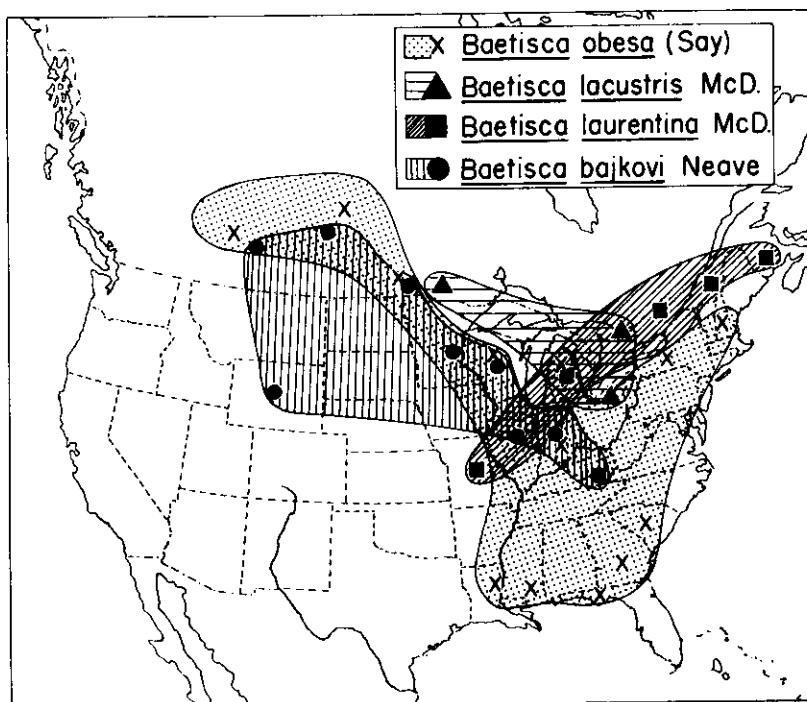 Baetisca obesa (Say)
Baetisca lacustris McD.
Baetisca laurentina McD.
Baetisca bajkovi Neave